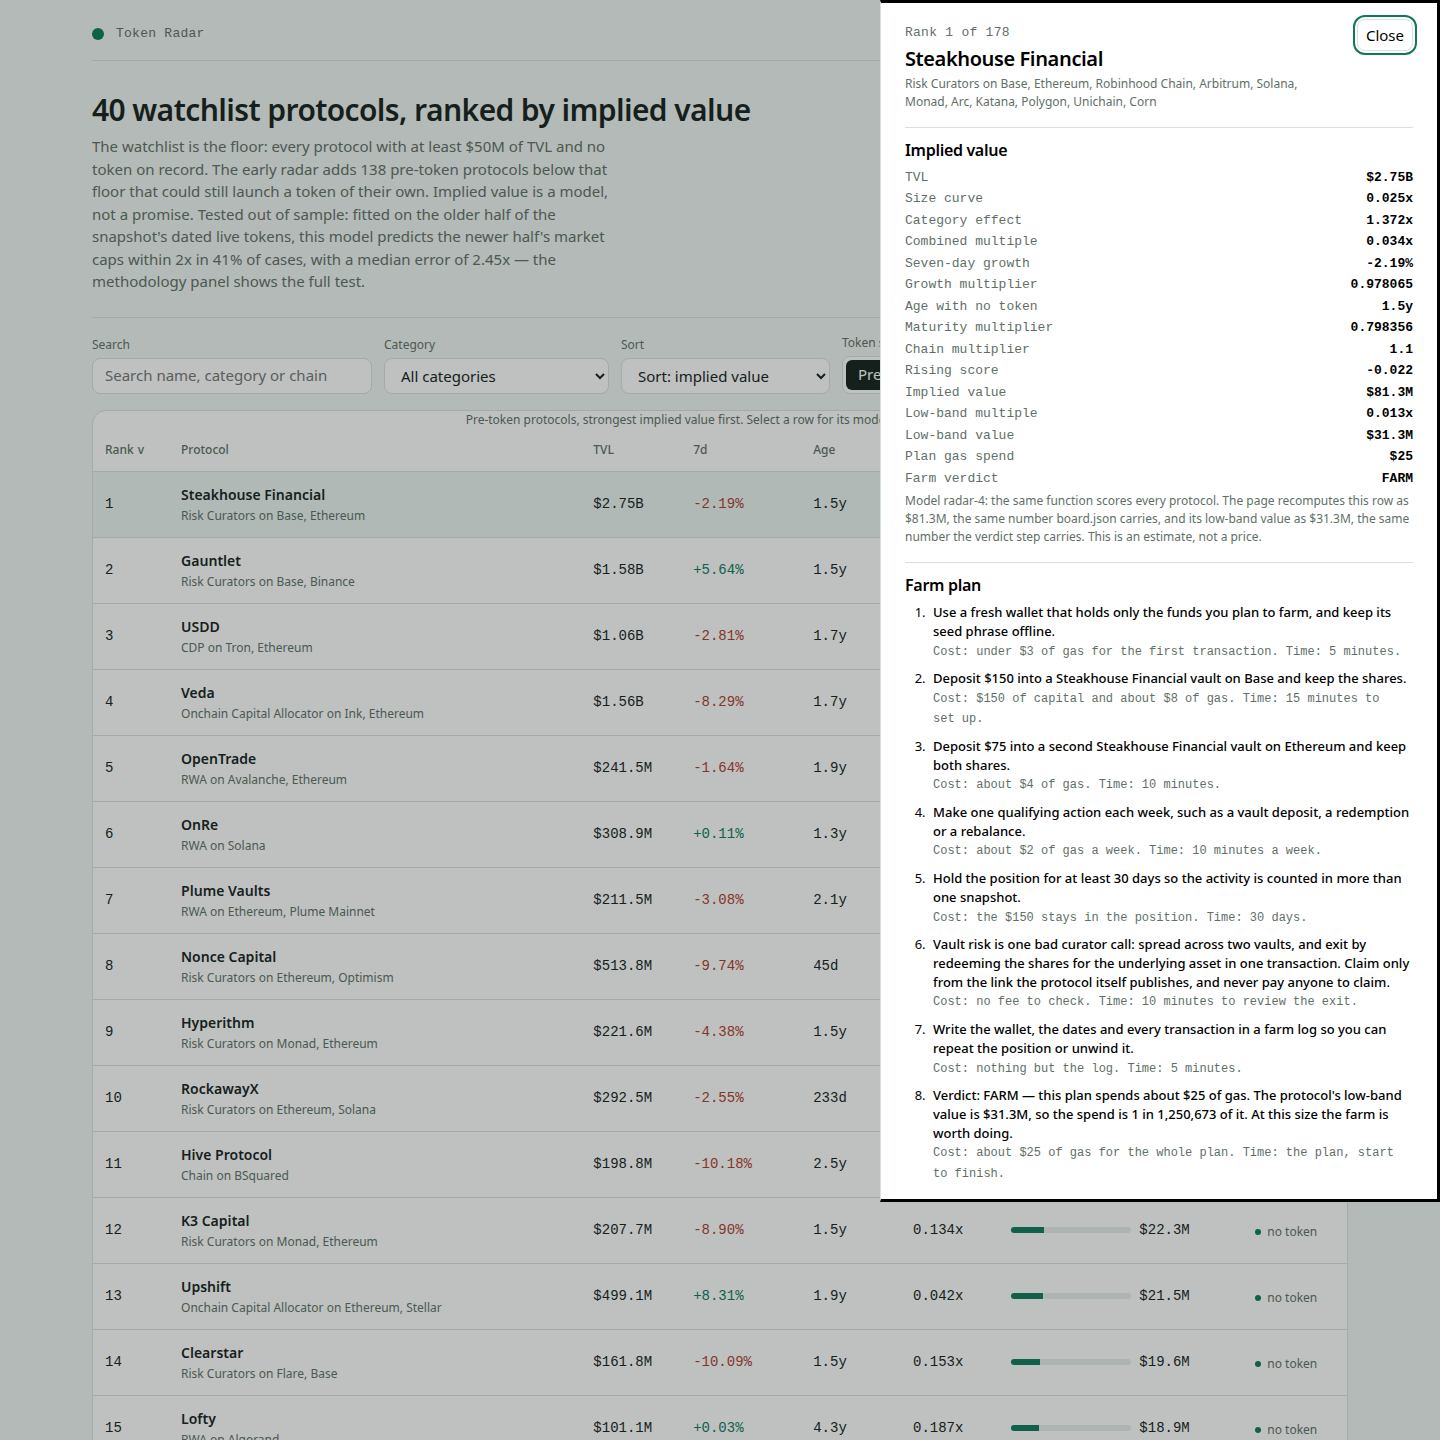 Token Radar
40 watchlist protocols, ranked by implied value
The watchlist is the floor: every protocol with at least $50M of TVL and no
token on record. The early radar adds 138 pre-token protocols below that
floor that could still launch a token of their own. Implied value is a model,
not a promise. Tested out of sample: fitted on the older half of the
snapshot's dated live tokens, this model predicts the newer half's market
caps within 2x in 41% of cases, with a median error of 2.45x — the
methodology panel shows the full test.
Search
Category
Sort
Token
Search name, category or chain
All categories
Sort: implied value
Pre
Pre-token protocols, strongest implied value first. Select a row for its mod
Rank v Protocol TVL 7d Age
1 Steakhouse Financial $2.75B -2.19% 1.5y
Risk Curators on Base, Ethereum
2 Gauntlet $1.58B +5.64% 1.5y
Risk Curators on Base, Binance
3 USDD $1.06B -2.81% 1.7y
CDP on Tron, Ethereum
4 Veda $1.56B -8.29% 1.7y
Onchain Capital Allocator on Ink, Ethereum
5 OpenTrade $241.5M -1.64% 1.9y
RWA on Avalanche, Ethereum
6 OnRe $308.9M +0.11% 1.3y
RWA on Solana
7 Plume Vaults $211.5M -3.08% 2.1y
RWA on Ethereum, Plume Mainnet
8 Nonce Capital $513.8M -9.74% 45d
Risk Curators on Ethereum, Optimism
9 Hyperithm $221.6M -4.38% 1.5y
Risk Curators on Monad, Ethereum
10 RockawayX $292.5M -2.55% 233d
Risk Curators on Ethereum, Solana
11 Hive Protocol $198.8M -10.18% 2.5y
Chain on BSquared
12 K3 Capital $207.7M -8.90% 1.5y 0.134x $22.3M no token
Risk Curators on Monad, Ethereum
13 Upshift $499.1M +8.31% 1.9y 0.042x $21.5M no token
Onchain Capital Allocator on Ethereum, Stellar
14 Clearstar $161.8M -10.09% 1.5y 0.153x $19.6M no token
Risk Curators on Flare, Base
15 Lofty $101.1M +0.03% 4.3y 0.187x $18.9M no token
RWA on Algorand
Rank 1 of 178
Close
Steakhouse Financial
Risk Curators on Base, Ethereum, Robinhood Chain, Arbitrum, Solana,
Monad, Arc, Katana, Polygon, Unichain, Corn
Implied value
TVL $2.75B
Size curve 0.025x
Category effect 1.372x
Combined multiple 0.034x
Seven-day growth -2.19%
Growth multiplier 0.978065
Age with no token 1.5y
Maturity multiplier 0.798356
Chain multiplier 1.1
Rising score -0.022
Implied value $81.3M
Low-band multiple 0.013x
Low-band value $31.3M
Plan gas spend $25
Farm verdict FARM
Model radar-4: the same function scores every protocol. The page recomputes this row as
$81.3M, the same number board.json carries, and its low-band value as $31.3M, the same
number the verdict step carries. This is an estimate, not a price.
Farm plan
1. Use a fresh wallet that holds only the funds you plan to farm, and keep its
seed phrase offline.
Cost: under $3 of gas for the first transaction. Time: 5 minutes.
2. Deposit $150 into a Steakhouse Financial vault on Base and keep the shares.
Cost: $150 of capital and about $8 of gas. Time: 15 minutes to
set up.
3. Deposit $75 into a second Steakhouse Financial vault on Ethereum and keep
both shares.
Cost: about $4 of gas. Time: 10 minutes.
4. Make one qualifying action each week, such as a vault deposit, a redemption
or a rebalance.
Cost: about $2 of gas a week. Time: 10 minutes a week.
5. Hold the position for at least 30 days so the activity is counted in more than
one snapshot.
Cost: the $150 stays in the position. Time: 30 days.
6. Vault risk is one bad curator call: spread across two vaults, and exit by
redeeming the shares for the underlying asset in one transaction. Claim only
from the link the protocol itself publishes, and never pay anyone to claim.
Cost: no fee to check. Time: 10 minutes to review the exit.
7. Write the wallet, the dates and every transaction in a farm log so you can
repeat the position or unwind it.
Cost: nothing but the log. Time: 5 minutes.
8. Verdict: FARM — this plan spends about $25 of gas. The protocol's low-band
value is $31.3M, so the spend is 1 in 1,250,673 of it. At this size the farm is
worth doing.
Cost: about $25 of gas for the whole plan. Time: the plan, start
to finish.